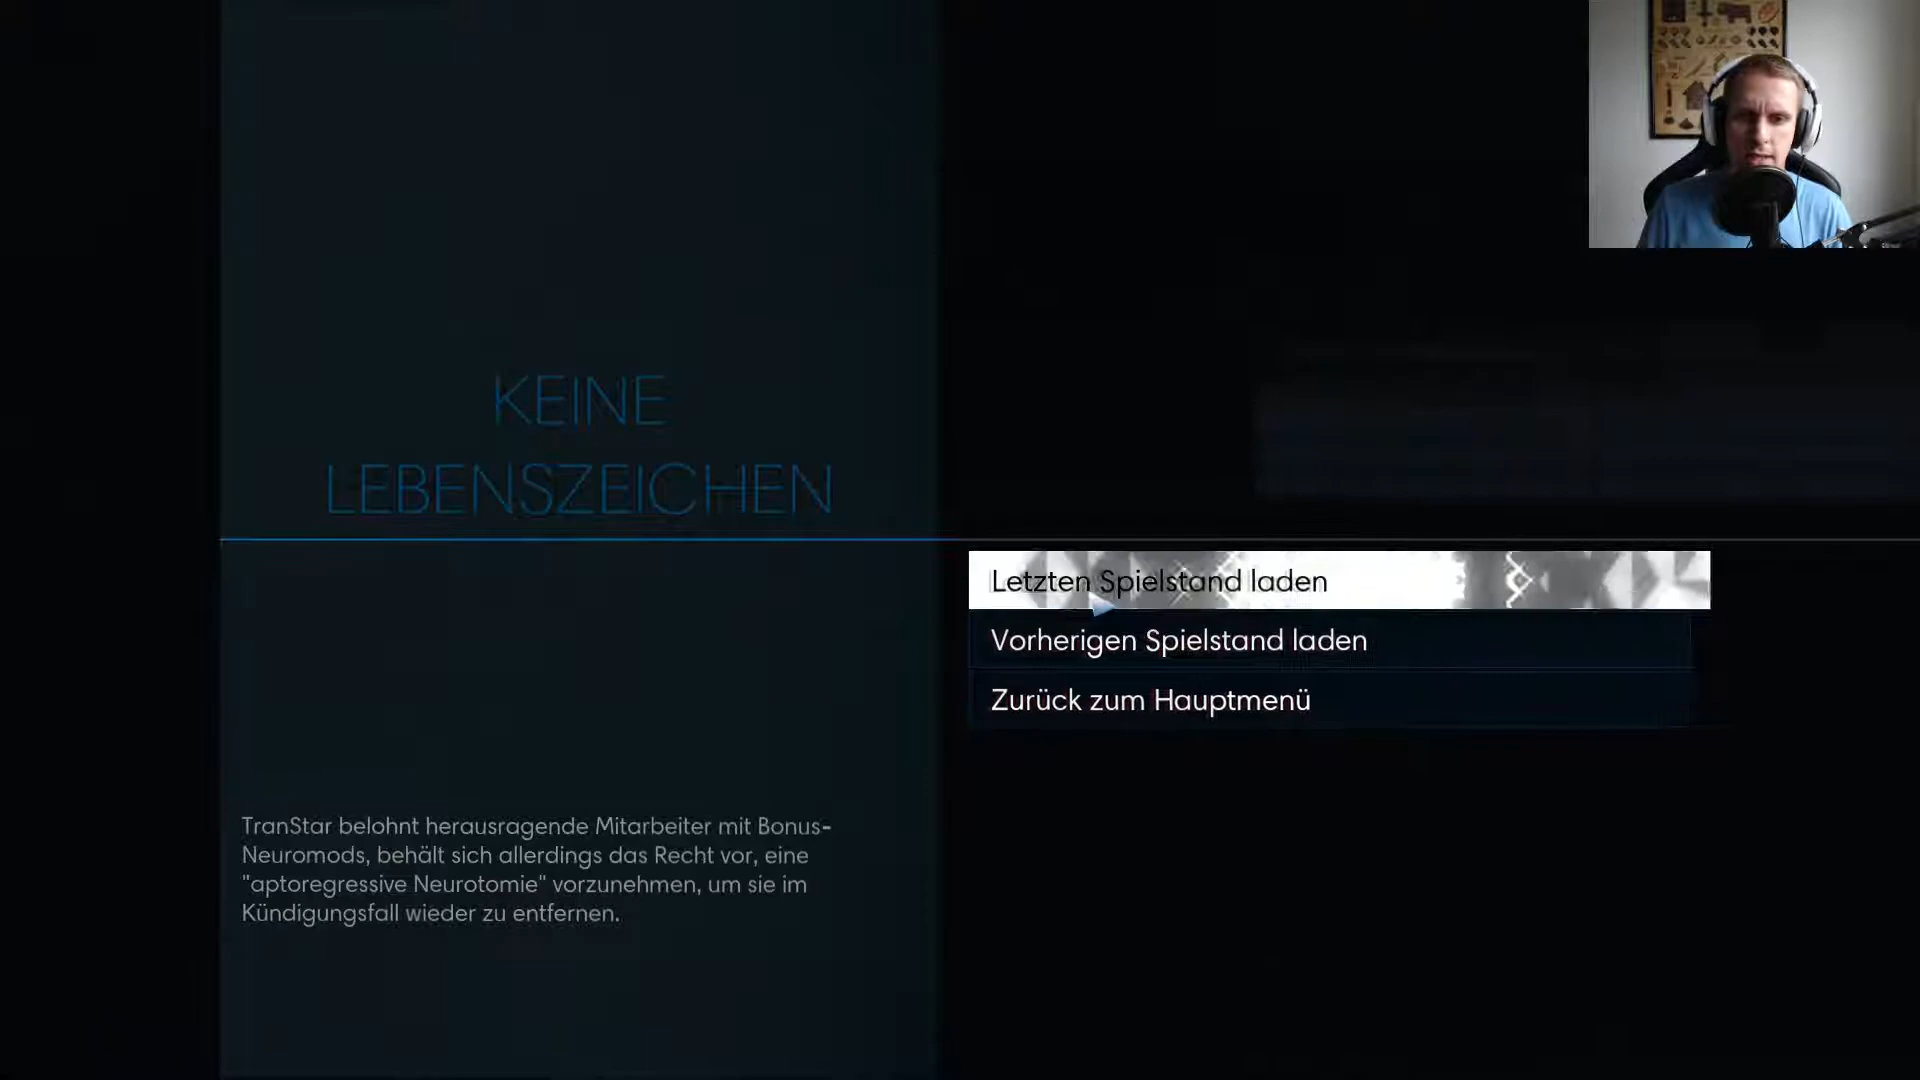 KEINE
LEBENSZEICHEN
Letzten Spielstand laden
Vorherigen Spielstand laden
Zurück zum Hauptmenü
TranStar belohnt herausragende Mitarbeiter mit Bonus-
Neuromods, behält sich allerdings das Recht vor, eine
"aptoregressive Neurotomie" vorzunehmen, um sie im
Kündigungsfall wieder zu entfernen.